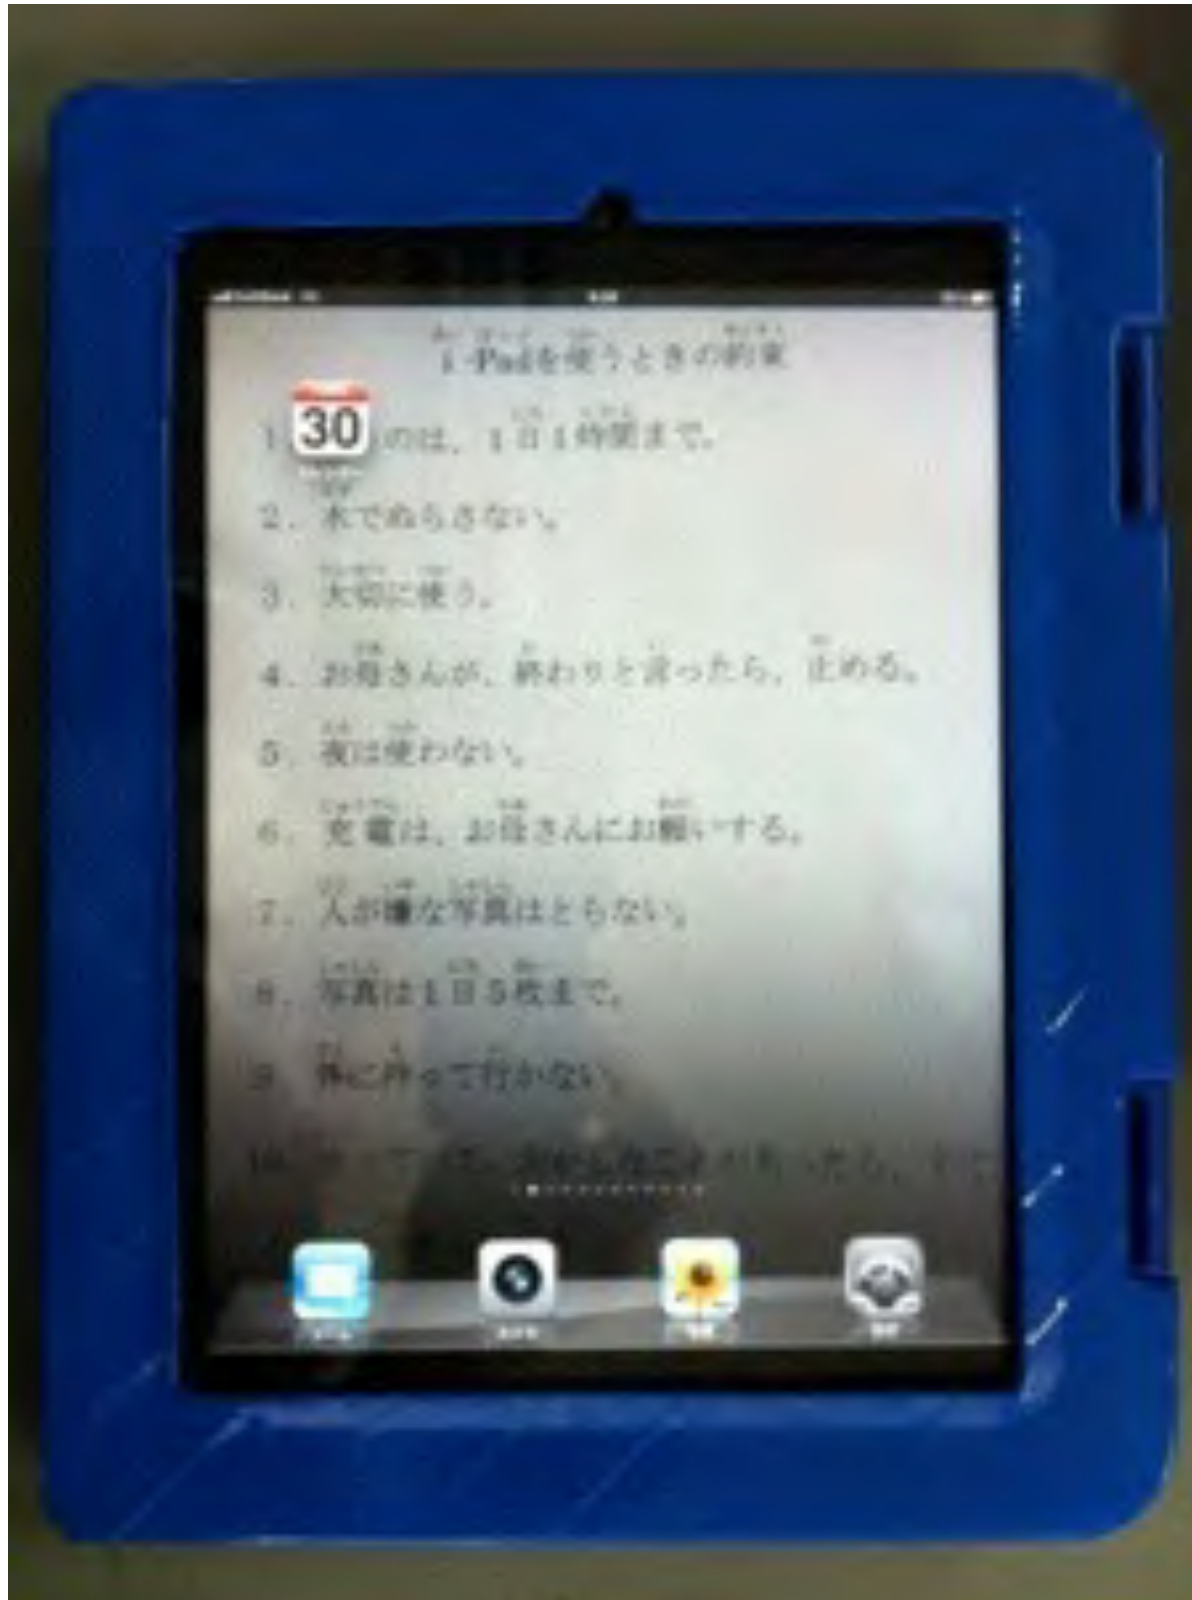 i-Padを使うときの約束
30
1. のは、1日1時間まで。
2. 水でぬらさない。
3. 大切に使う。
4. お母さんが、終わりと言ったら、止める。
5. 夜は使わない。
6. 充電は、お母さんにお願いする。
7. 人が嫌な写真はとらない。
8. 写真は1日5枚まで。
9. 外に持って行かない。
10.